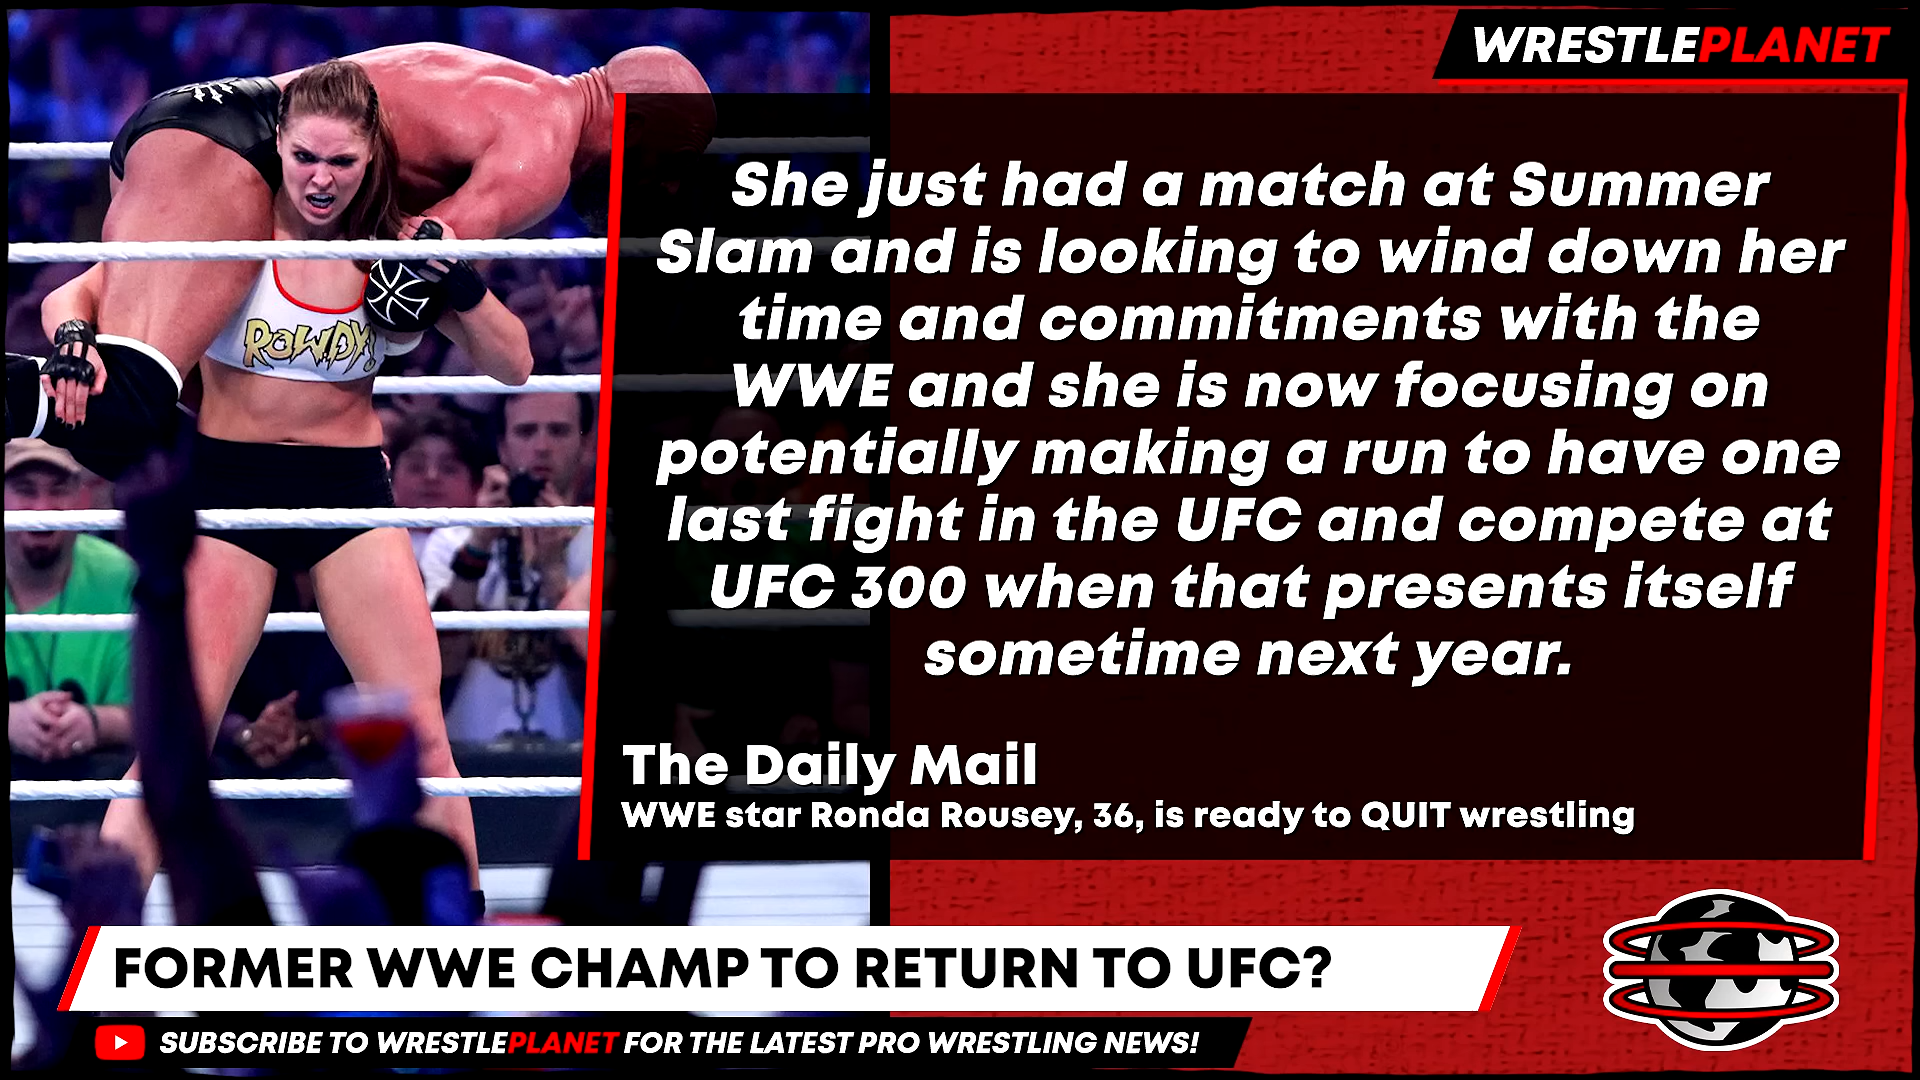 WRESTLEPLANET
She just had a match at Summer
Slam and is looking to wind down her
time and commitments with the
WWE and she is now focusing on
potentially making a run to have one
last fight in the UFC and compete at
UFC 300 when that presents itself
sometime next year.
The Daily Mail
WWE star Ronda Rousey, 36, is ready to QUIT wrestling
ROWDY!
FORMER WWE CHAMP TO RETURN TO UFC?
SUBSCRIBE TO WRESTLEPLANET FOR THE LATEST PRO WRESTLING NEWS!